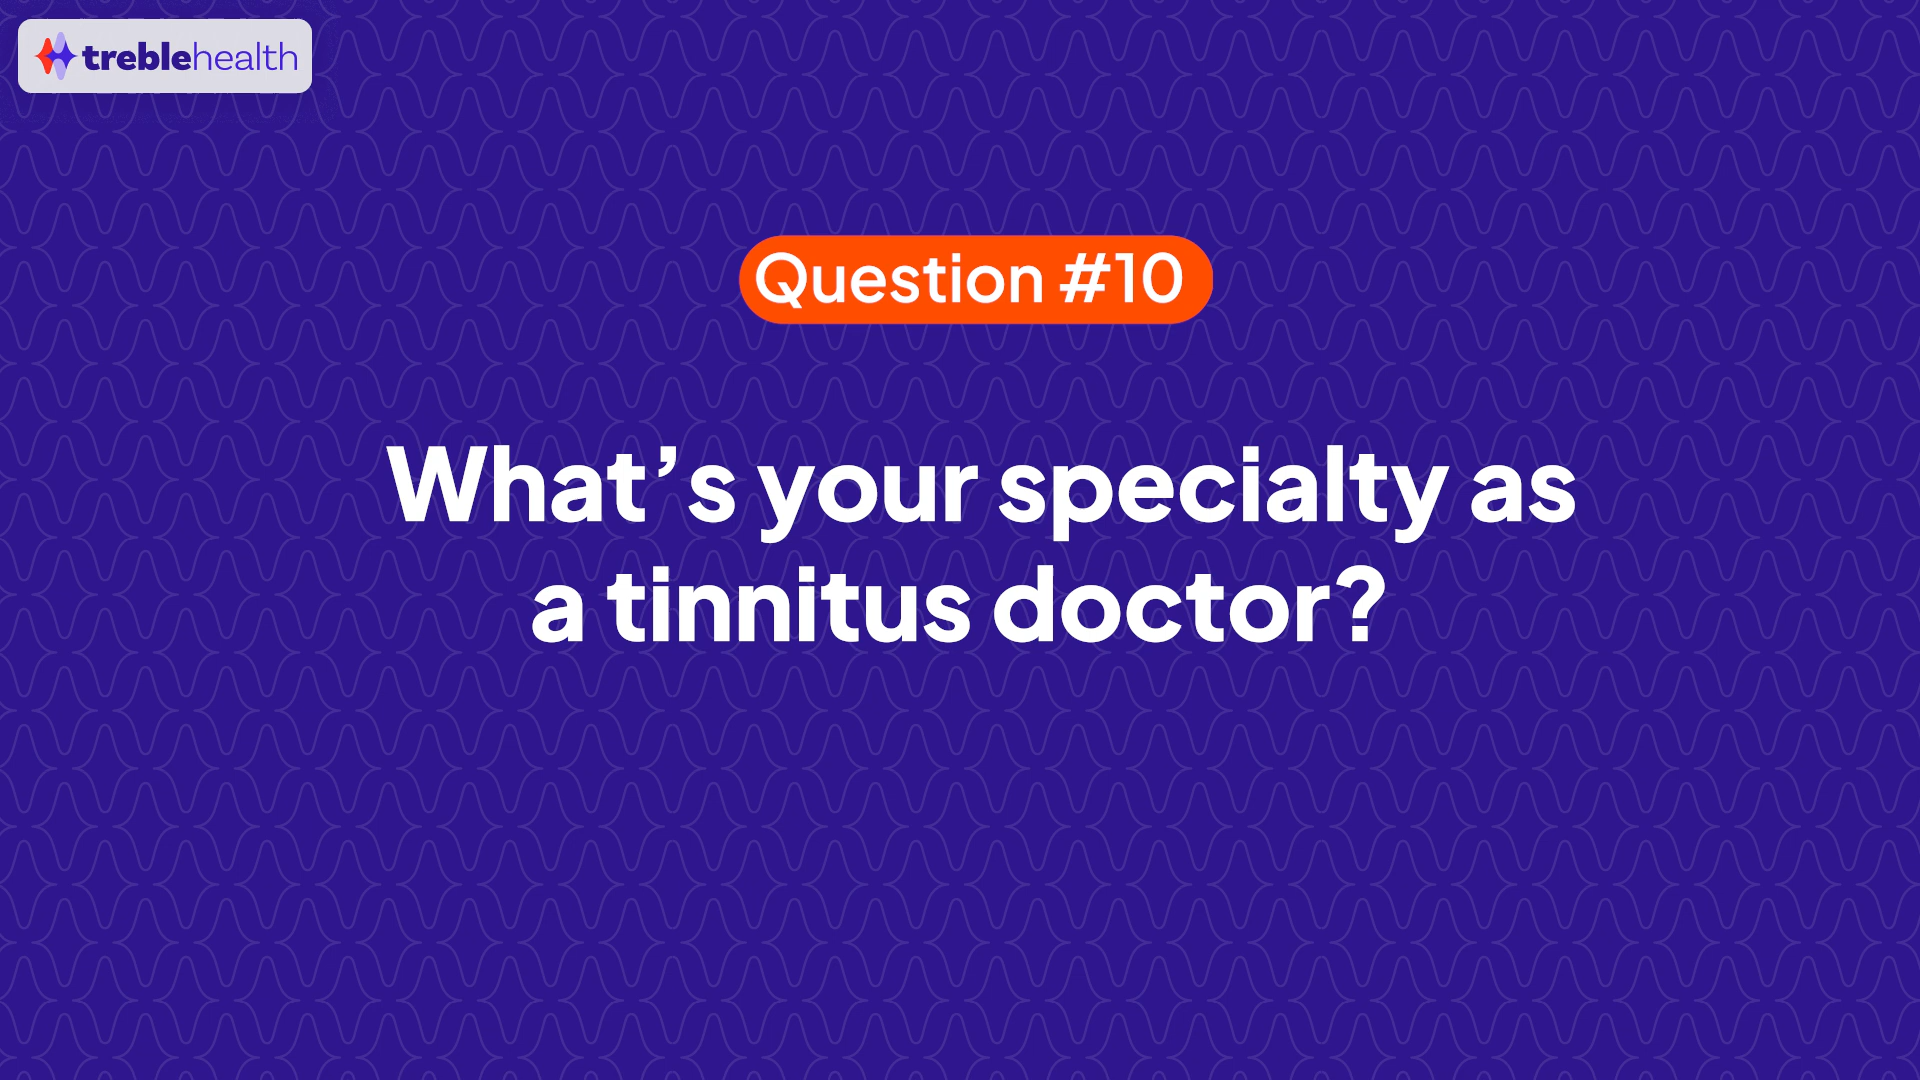 treblehealth
Question #10
What’s your specialty as
a tinnitus doctor?